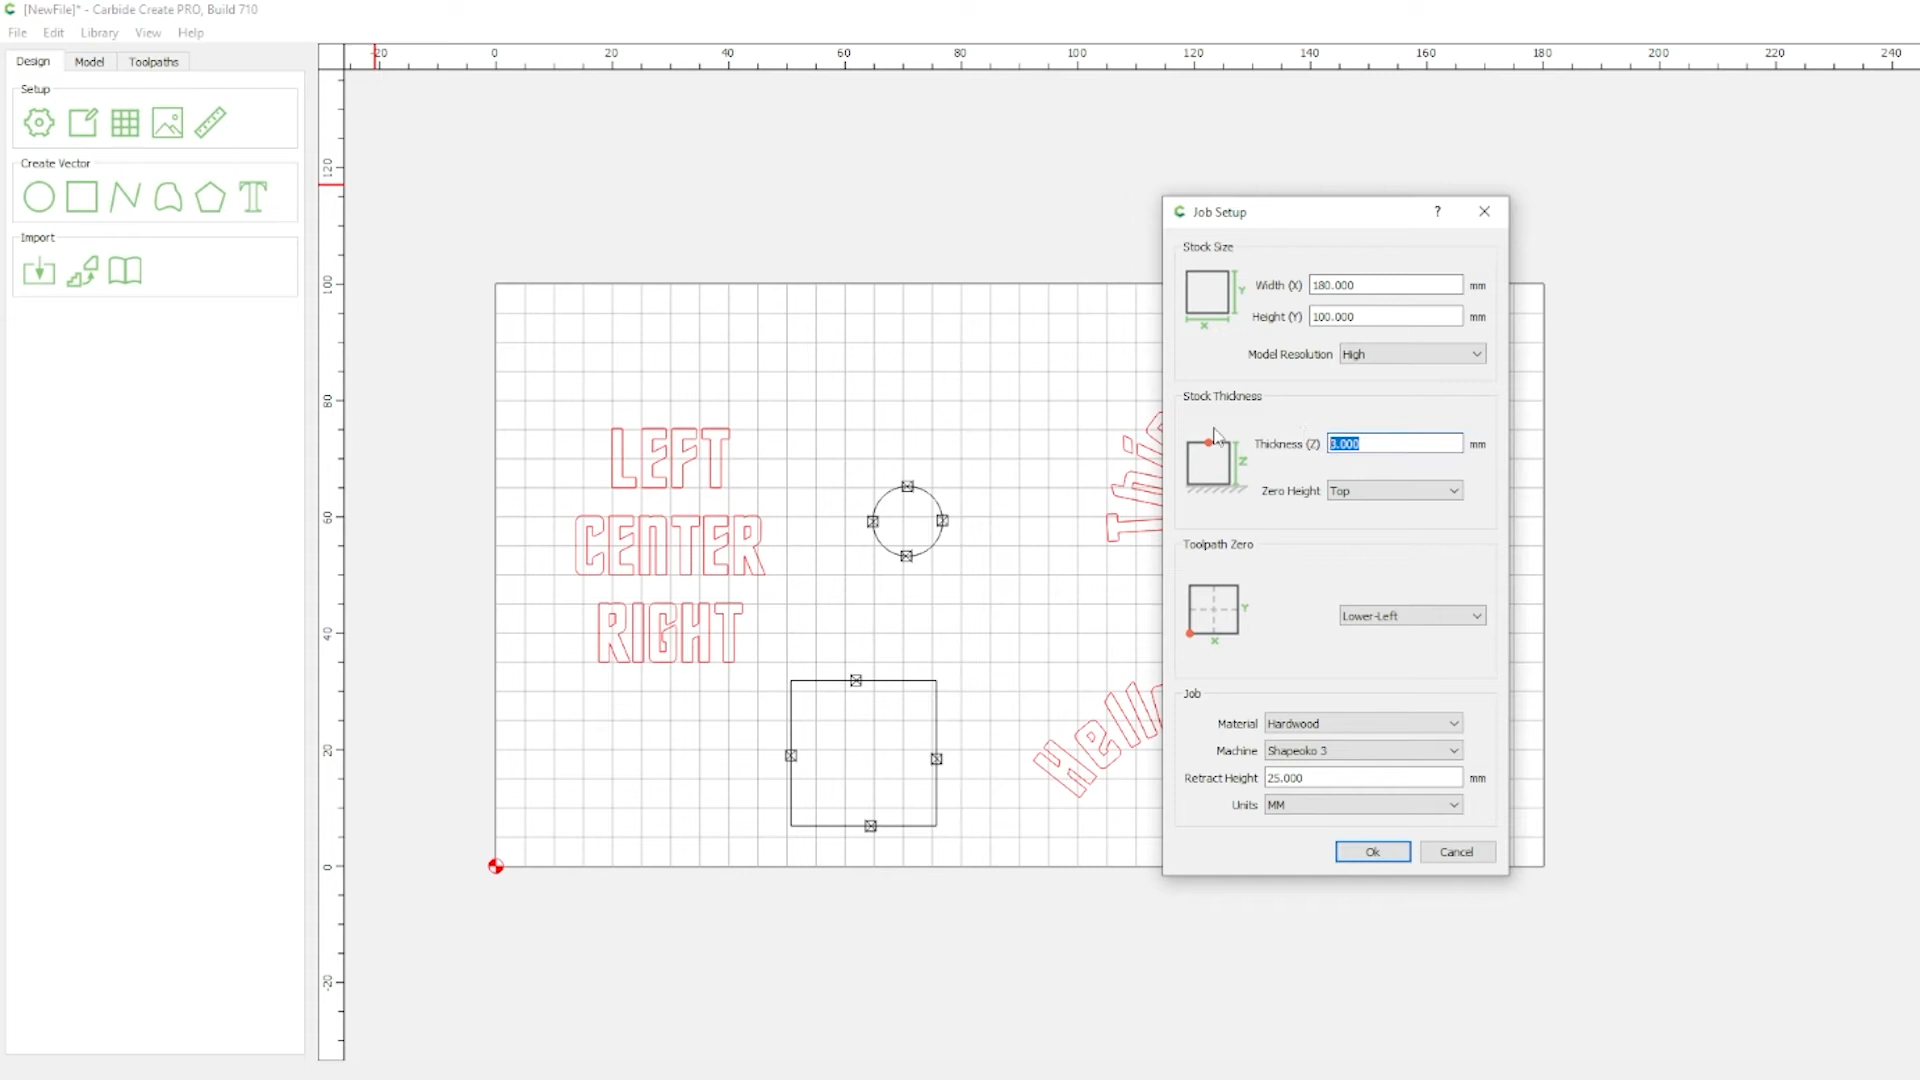 [NewFile]* - Carbide Create PRO, Build 710
File Edit Library View Help
Design Model Toolpaths
Setup
Create Vector
Import
-20 0 20 40 60 80 100 120 140 160 180 200 220 240
120
100
80
60
40
20
0
-20
LEFT
CENTER
RIGHT
This
Hello
Job Setup
?
Stock Size
Y
X
Width (X) 180.000 mm
Height (Y) 100.000 mm
Model Resolution High
Stock Thickness
Z
Thickness (Z) 3.000 mm
Zero Height Top
Toolpath Zero
Y
X
Lower-Left
Job
Material Hardwood
Machine Shapeoko 3
Retract Height 25.000 mm
Units MM
Ok Cancel